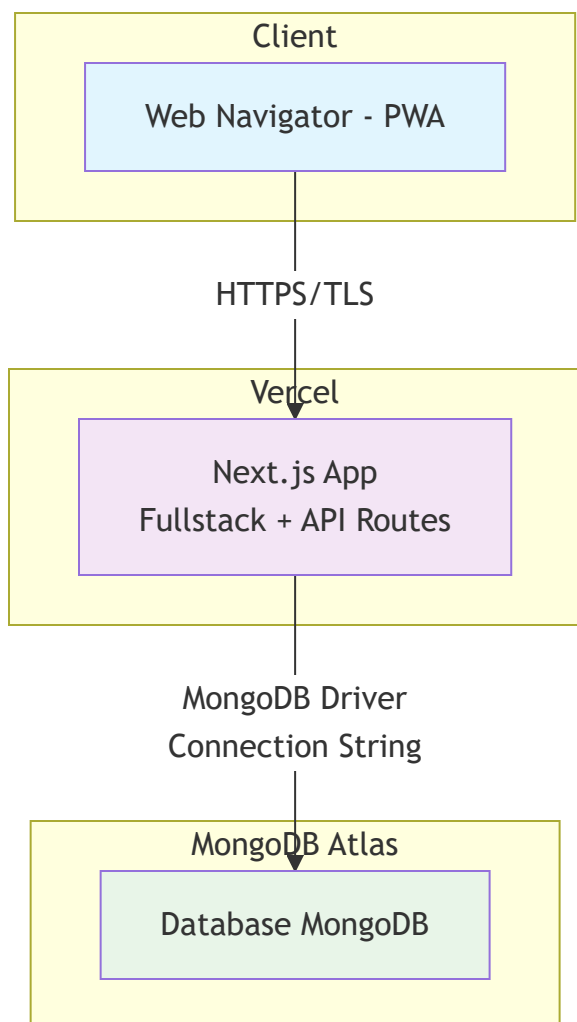 Client
Web Navigator - PWA
HTTPS/TLS
Vercel
Next.js App
Fullstack + API Routes
MongoDB Driver
Connection String
MongoDB Atlas
Database MongoDB